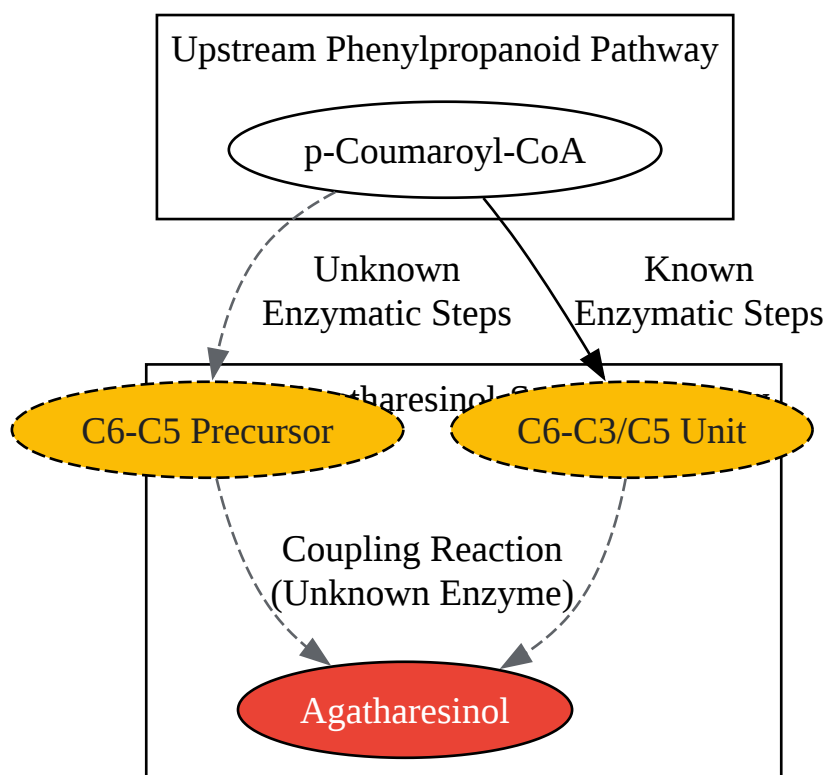 Upstream Phenylpropanoid Pathway
p-Coumaroyl-CoA
Unknown
Enzymatic Steps
Known
Enzymatic Steps
C6-C5 Precursor
C6-C3/C5 Unit
Coupling Reaction
(Unknown Enzyme)
Agatharesinol